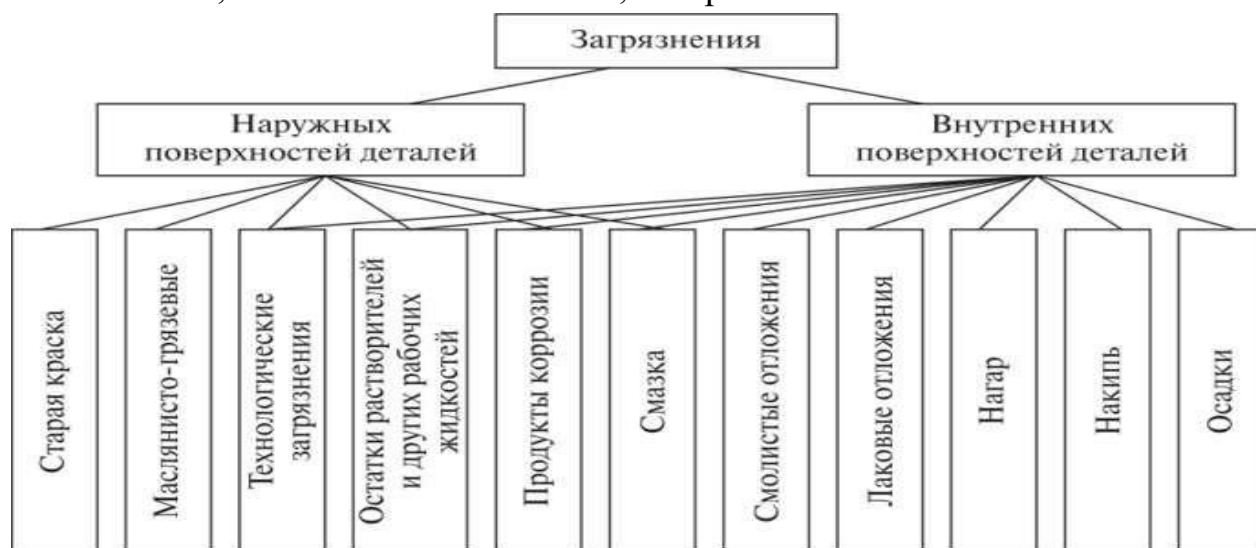 Загрязнения
Наружных
поверхностей деталей
Внутренних
поверхностей деталей
Старая краска
Маслянисто-грязевые
Технологические
загрязнения
Остатки растворителей
и других рабочих
жидкостей
Продукты коррозии
Смазка
Смолистые отложения
Лаковые отложения
Нагар
Накипь
Осадки